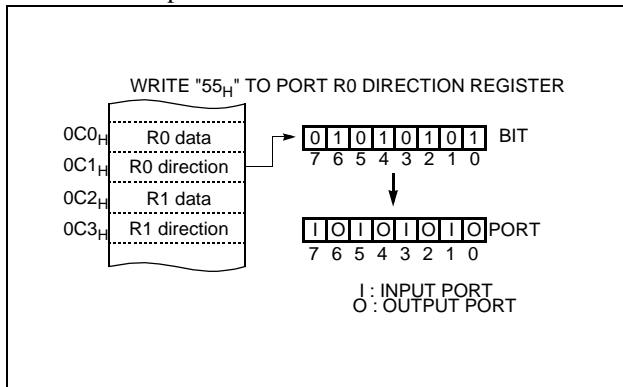 WRITE "55H" TO PORT R0 DIRECTION REGISTER
0C0H R0 data
0C1H R0 direction
0C2H R1 data
0C3H R1 direction
0 1 0 1 0 1 0 1 BIT
7 6 5 4 3 2 1 0
I O I O I O I O PORT
7 6 5 4 3 2 1 0
I : INPUT PORT
O : OUTPUT PORT